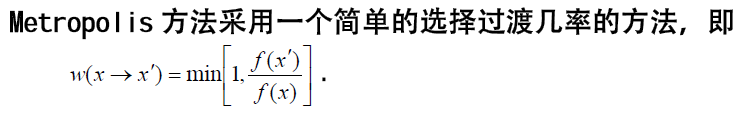 Metropolis 方法采用一个简单的选择过渡几率的方法, 即
w(x → x′) = min[1, f(x′)/f(x)] .